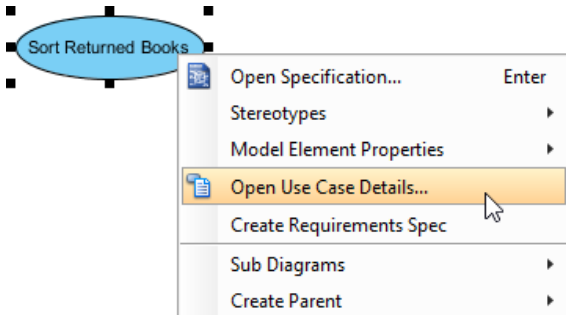 Sort Returned Books
Open Specification... Enter
Stereotypes
Model Element Properties
Open Use Case Details...
Create Requirements Spec
Sub Diagrams
Create Parent